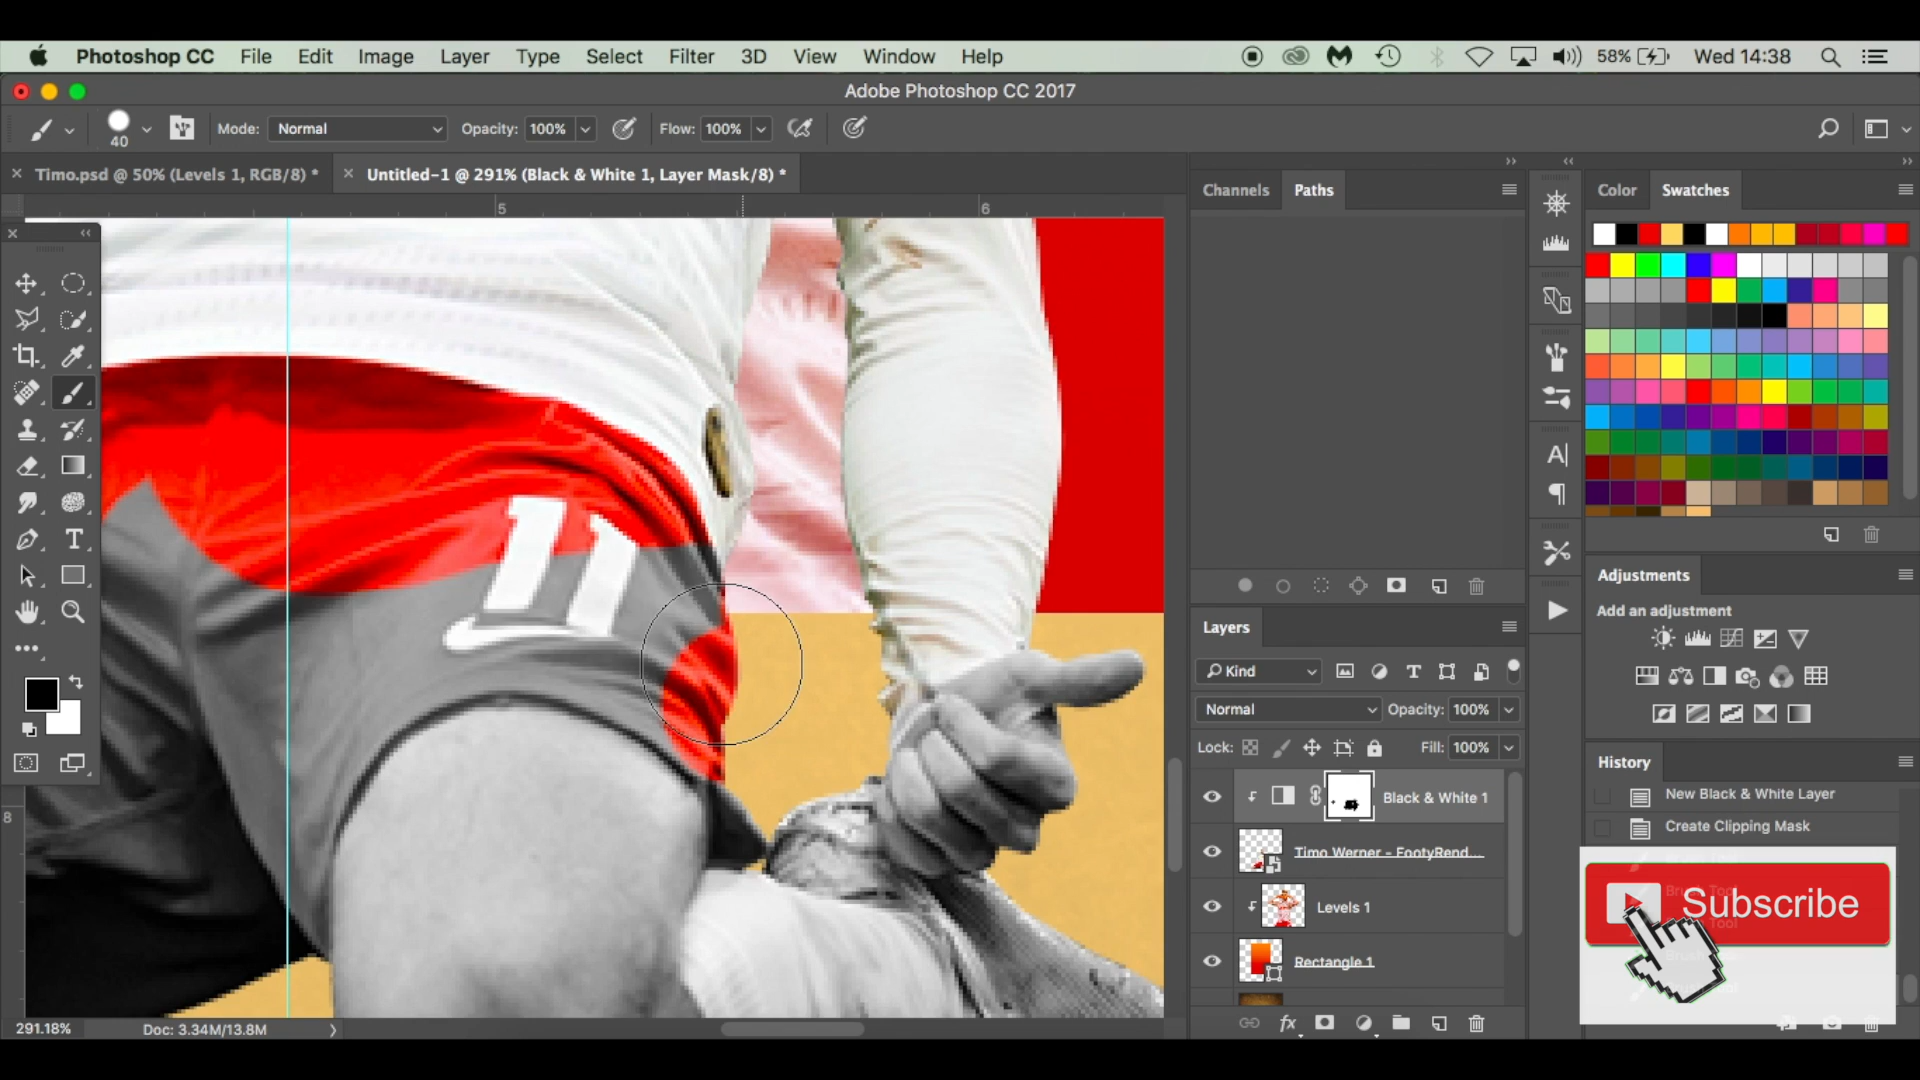 Photoshop CC File Edit Image Layer Type Select Filter 3D View Window Help 58% Wed 14:38
Adobe Photoshop CC 2017
40 Mode: Normal Opacity: 100% Flow: 100%
Timo.psd @ 50% (Levels 1, RGB/8) * Untitled-1 @ 291% (Black & White 1, Layer Mask/8) *
5 6
8
11
Channels Paths
Color Swatches
Adjustments
Add an adjustment
Layers
Kind
Normal Opacity: 100%
Lock: Fill: 100%
Black & White 1
Timo Werner - FootyRend...
Levels 1
Rectangle 1
fx
History
New Black & White Layer
Create Clipping Mask
Subscribe
291.18% Doc: 3.34M/13.8M